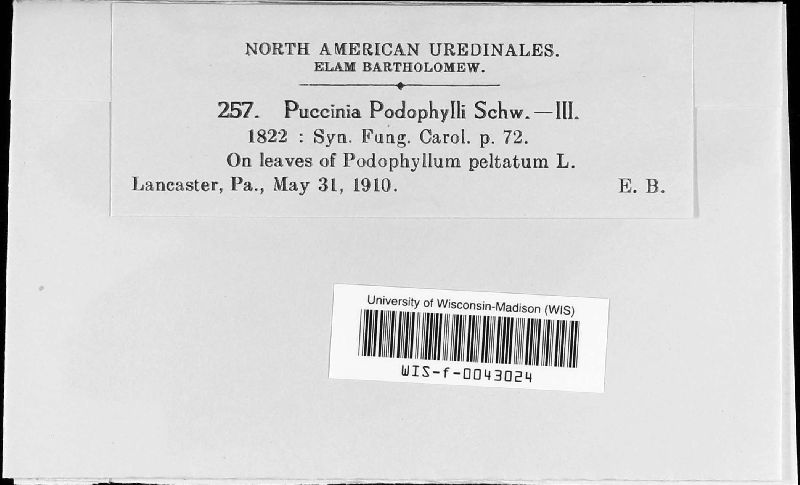 NORTH AMERICAN UREDINALES.
ELAM BARTHOLOMEW.
257. Puccinia Podophylli Schw.—III.
1822 : Syn. Fung. Carol. p. 72.
On leaves of Podophyllum peltatum L.
Lancaster, Pa., May 31, 1910. E. B.
University of Wisconsin-Madison (WIS)
WIS-f-0043024